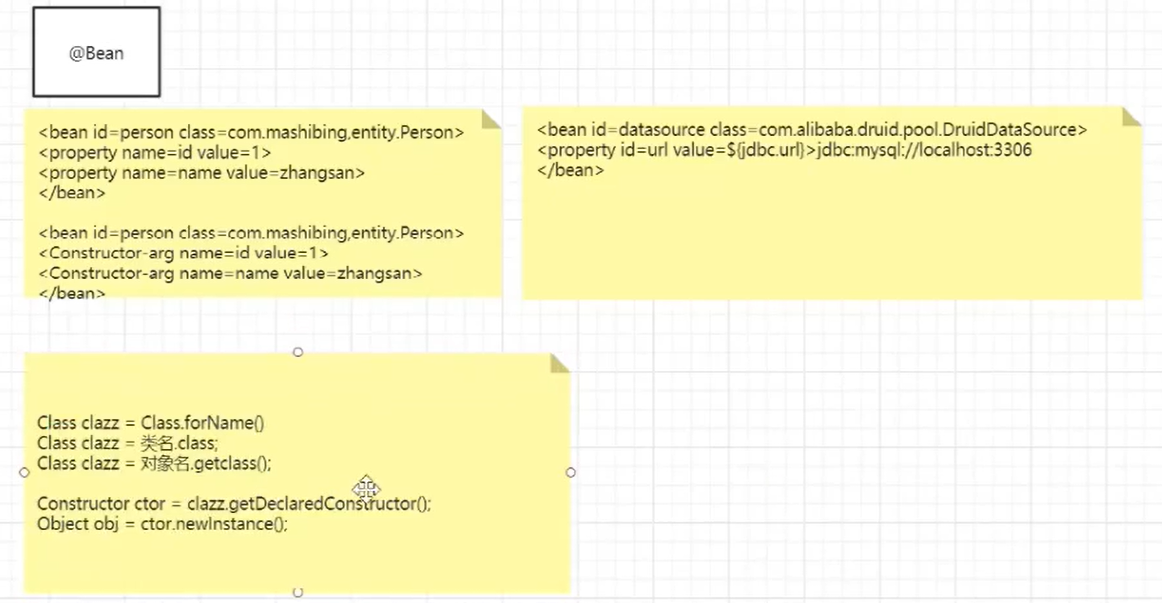 @Bean
<bean id=person class=com.mashibing,entity.Person>
<property name=id value=1>
<property name=name value=zhangsan>
</bean>
<bean id=person class=com.mashibing,entity.Person>
<Constructor-arg name=id value=1>
<Constructor-arg name=name value=zhangsan>
</bean>
<bean id=datasource class=com.alibaba.druid.pool.DruidDataSource>
<property id=url value=${jdbc.url}>jdbc:mysql://localhost:3306
</bean>
Class clazz = Class.forName()
Class clazz = 类名.class;
Class clazz = 对象名.getclass();
Constructor ctor = clazz.getDeclaredConstructor();
Object obj = ctor.newInstance();